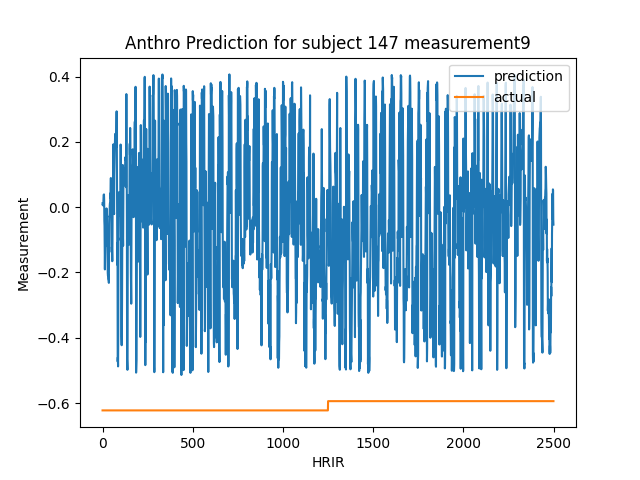 Anthro Prediction for subject 147 measurement9
prediction
actual
0.4
0.2
0.0
−0.2
−0.4
−0.6
Measurement
0 500 1000 1500 2000 2500
HRIR